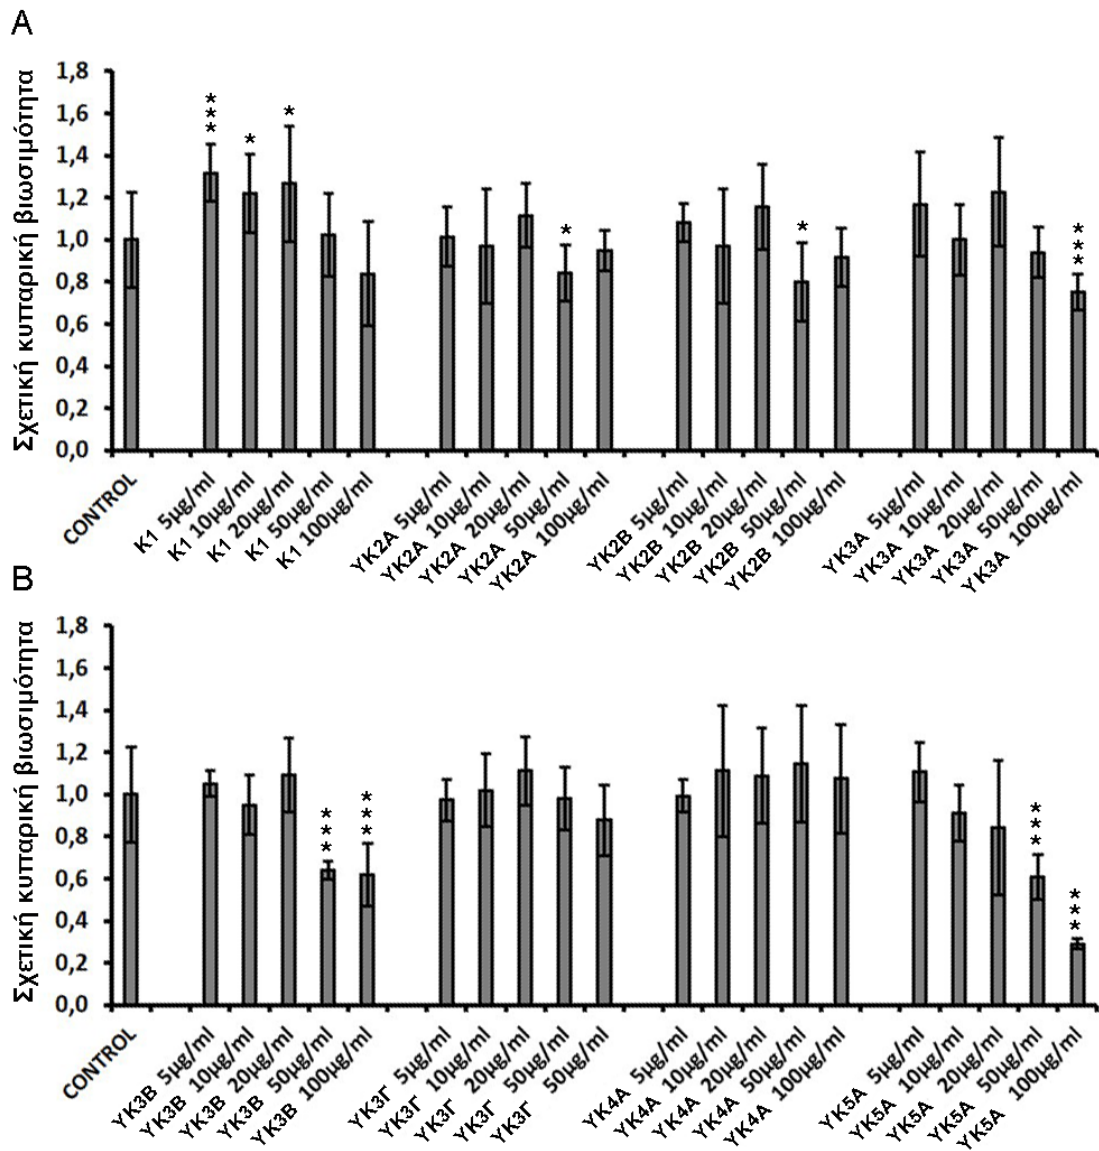 A
Σχετική κυτταρική βιωσιμότητα
1,8
1,6
1,4
1,2
1,0
0,8
0,6
0,4
0,2
0,0
***
*
*
*
*
***
CONTROL
K1 5μg/ml
K1 10μg/ml
K1 20μg/ml
K1 50μg/ml
K1 100μg/ml
YK2A 5μg/ml
YK2A 10μg/ml
YK2A 20μg/ml
YK2A 50μg/ml
YK2A 100μg/ml
YK2B 5μg/ml
YK2B 10μg/ml
YK2B 20μg/ml
YK2B 50μg/ml
YK2B 100μg/ml
YK3A 5μg/ml
YK3A 10μg/ml
YK3A 20μg/ml
YK3A 50μg/ml
YK3A 100μg/ml
B
Σχετική κυτταρική βιωσιμότητα
1,8
1,6
1,4
1,2
1,0
0,8
0,6
0,4
0,2
0,0
***
***
***
***
CONTROL
YK3B 5μg/ml
YK3B 10μg/ml
YK3B 20μg/ml
YK3B 50μg/ml
YK3B 100μg/ml
YK3Γ 5μg/ml
YK3Γ 10μg/ml
YK3Γ 20μg/ml
YK3Γ 50μg/ml
YK3Γ 50μg/ml
YK4A 5μg/ml
YK4A 10μg/ml
YK4A 20μg/ml
YK4A 50μg/ml
YK4A 100μg/ml
YK5A 5μg/ml
YK5A 10μg/ml
YK5A 20μg/ml
YK5A 50μg/ml
YK5A 100μg/ml